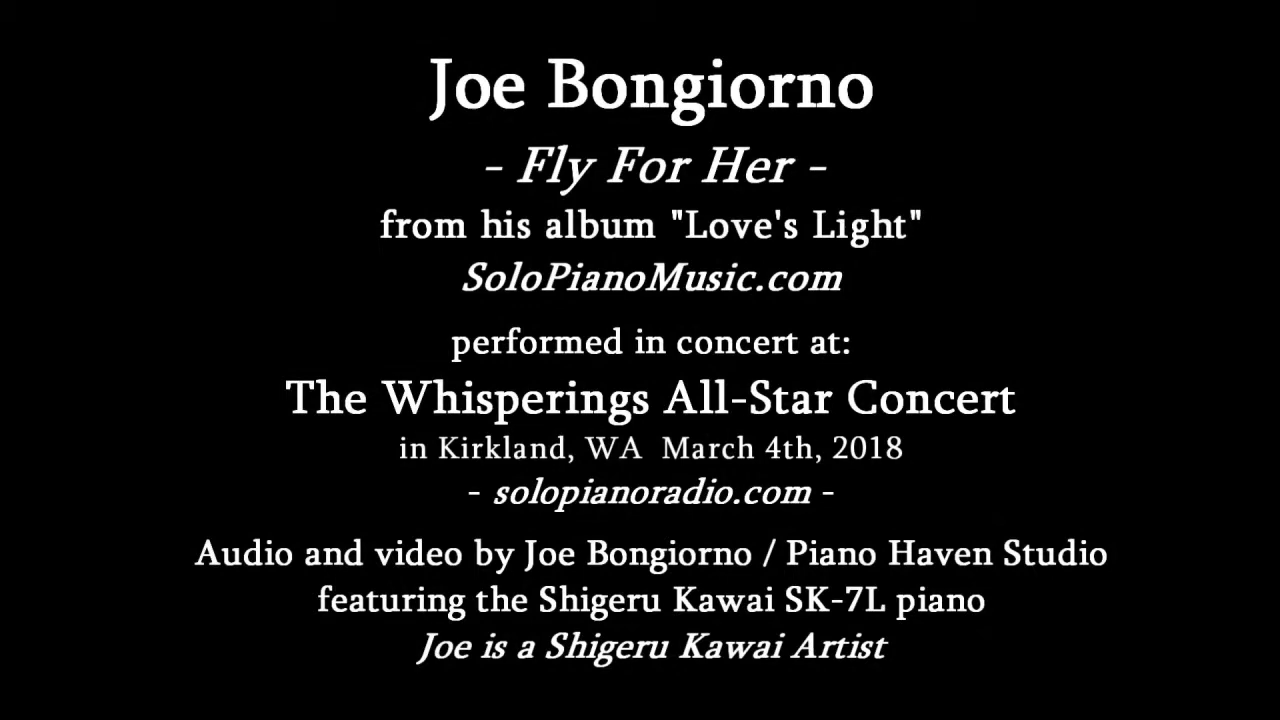 Joe Bongiorno
- Fly For Her -
from his album "Love's Light"
SoloPianoMusic.com
performed in concert at:
The Whisperings All-Star Concert
in Kirkland, WA  March 4th, 2018
- solopianoradio.com -
Audio and video by Joe Bongiorno / Piano Haven Studio
featuring the Shigeru Kawai SK-7L piano
Joe is a Shigeru Kawai Artist